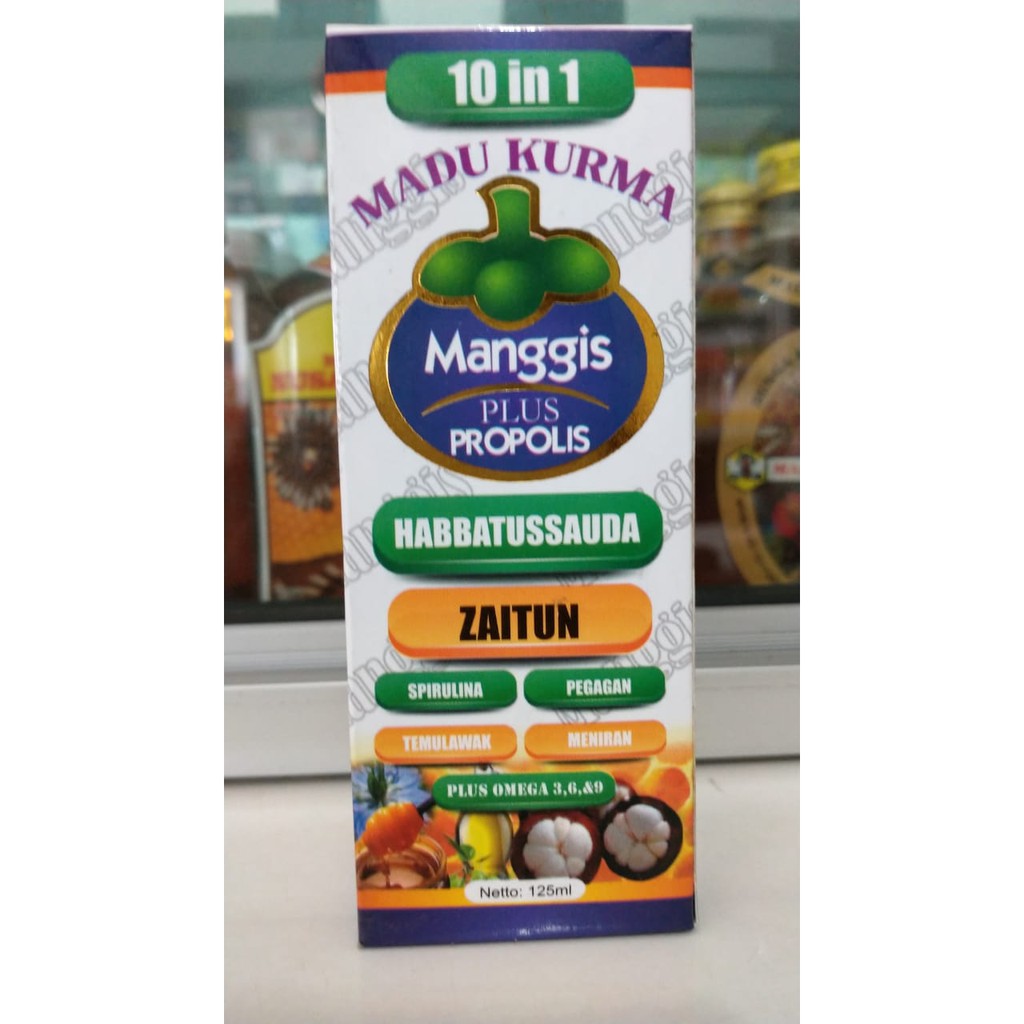 10 in 1
MADU KURMA
Manggis
PLUS
PROPOLIS
HABBATUSSAUDA
ZAITUN
SPIRULINA PEGAGAN
TEMULAWAK MENIRAN
PLUS OMEGA 3,6,&9
Netto: 125ml